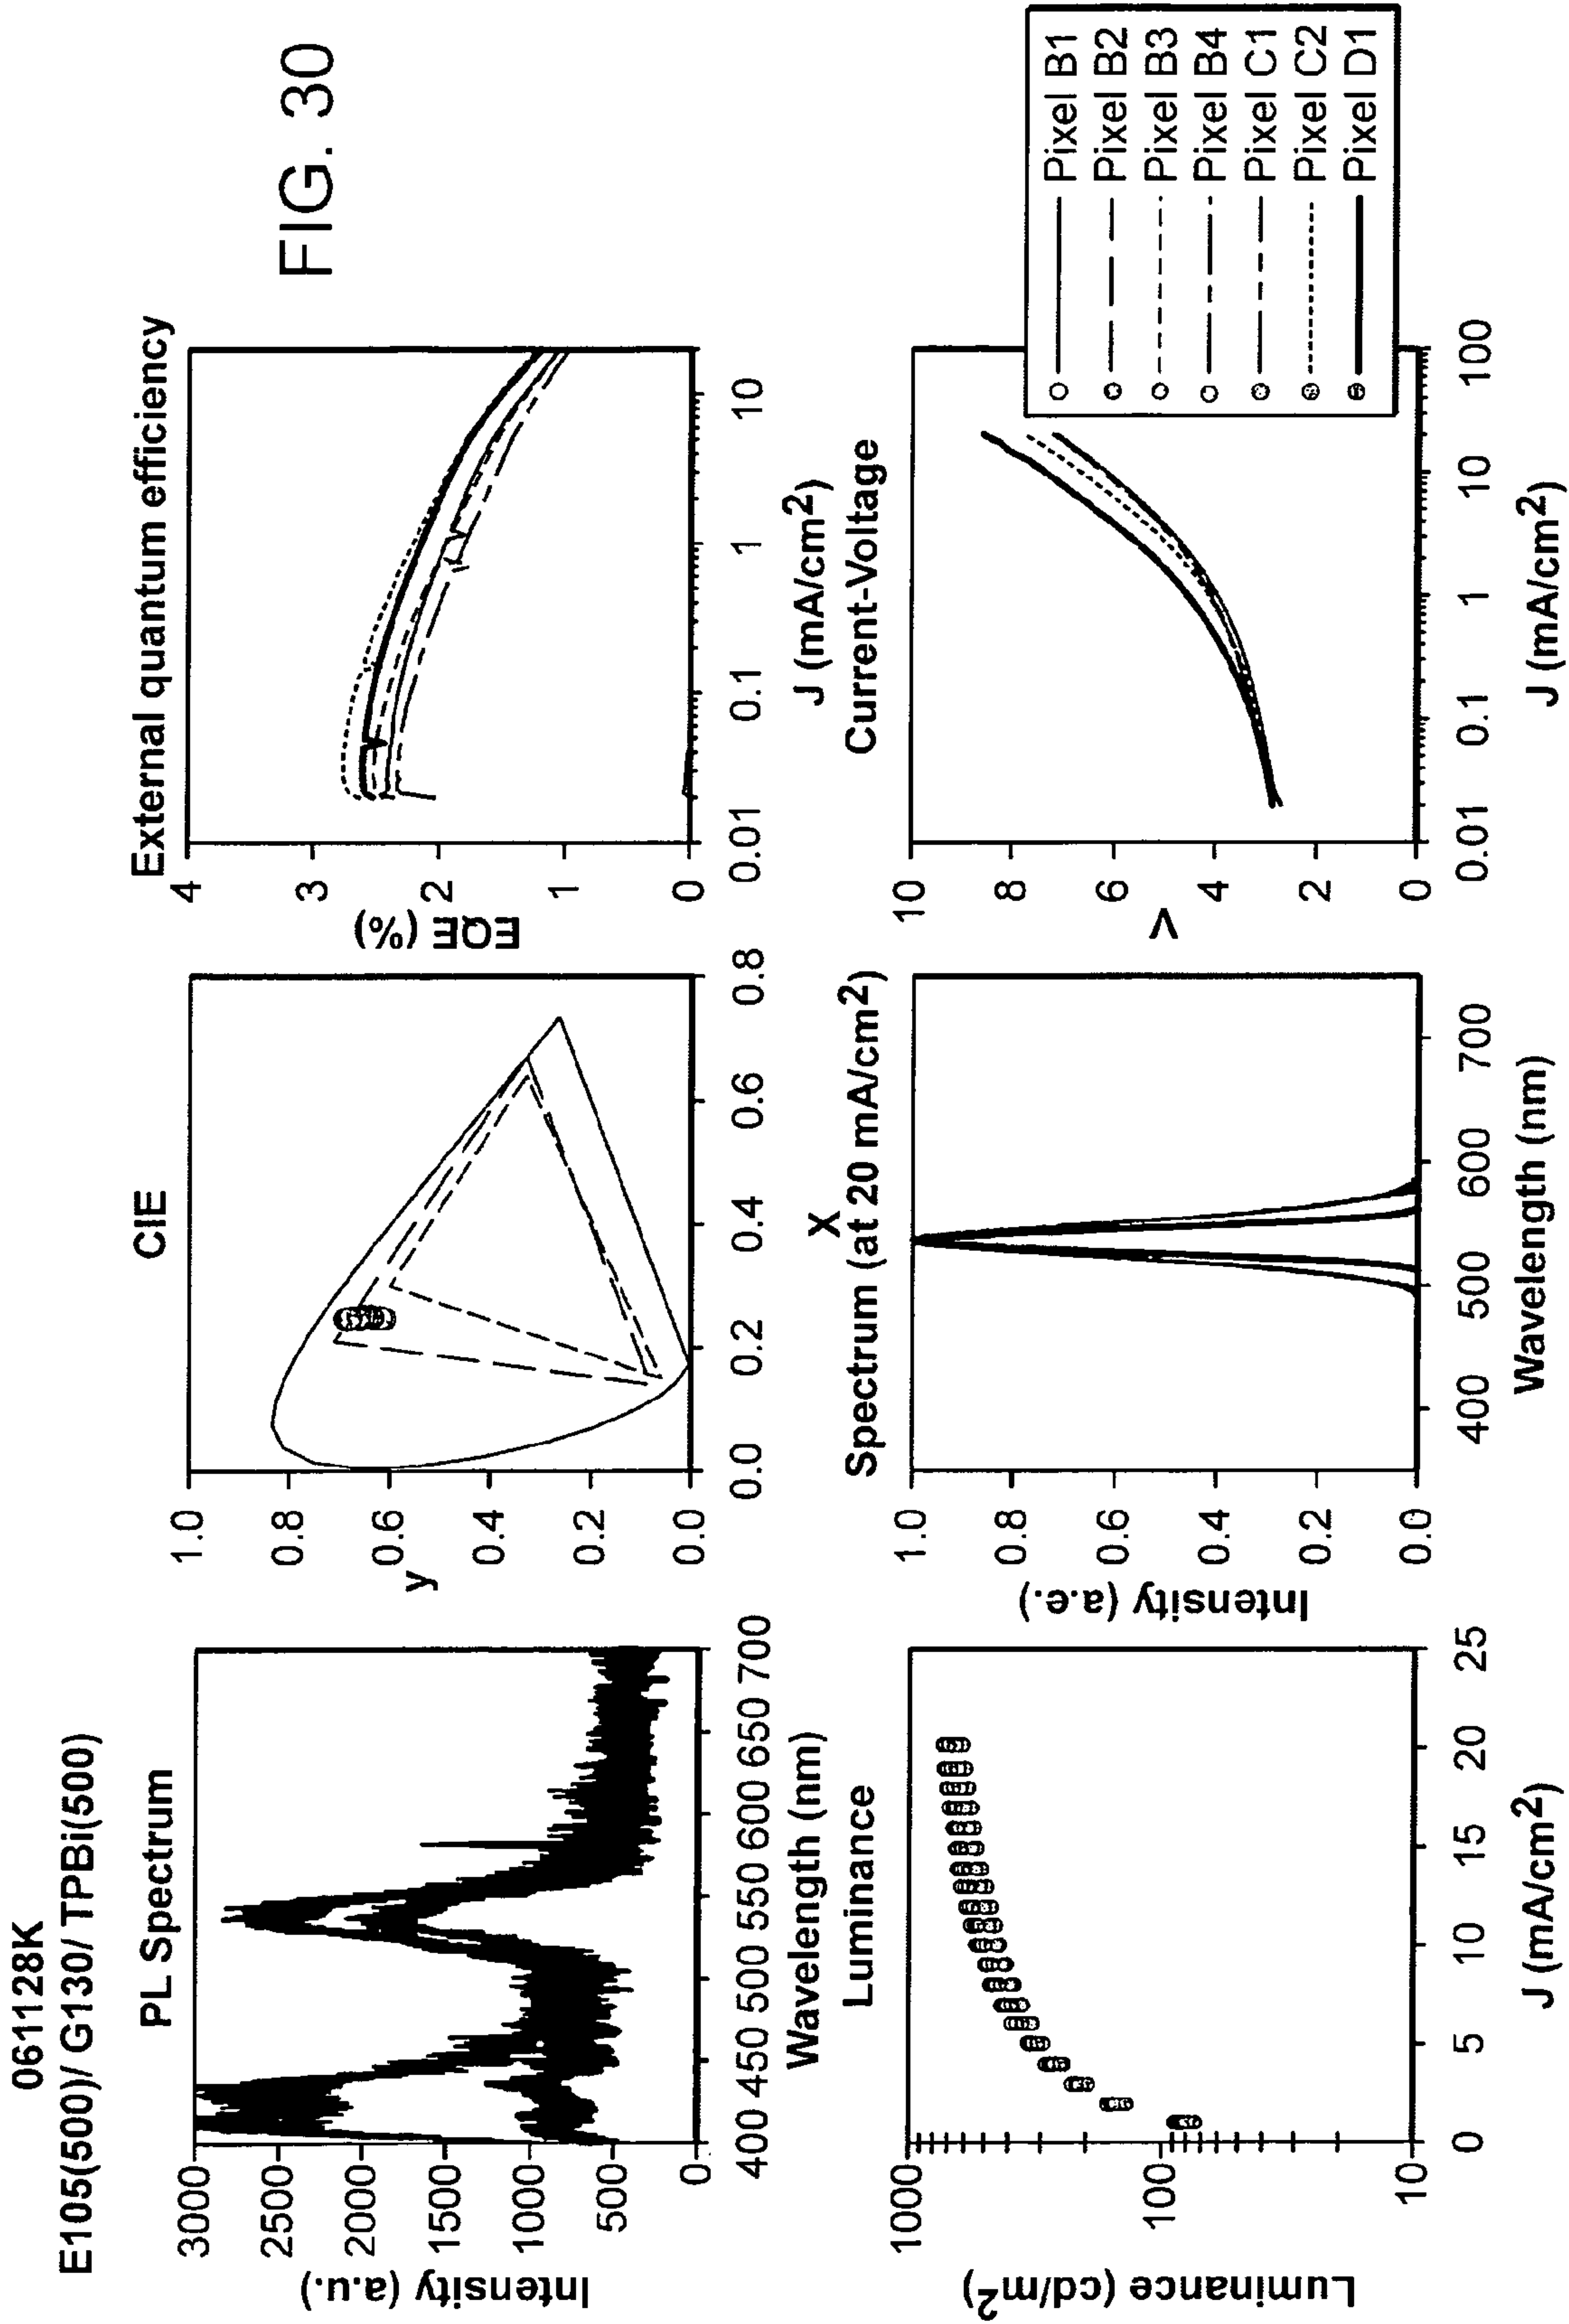 FIG. 30
061128K
E105(500)/ G130/ TPBi(500)
PL Spectrum
Intensity (a.u.)
3000
2500
2000
1500
1000
500
0
400 450 500 550 600 650 700
Wavelength (nm)
CIE
y
1.0
0.8
0.6
0.4
0.2
0.0
0.0 0.2 0.4 0.6 0.8
X
External quantum efficiency
EQE (%)
4
3
2
1
0
0.01 0.1 1 10
J (mA/cm²)
Luminance
Luminance (cd/m²)
1000
100
10
0 5 10 15 20 25
J (mA/cm²)
Spectrum (at 20 mA/cm²)
Intensity (a.e.)
1.0
0.8
0.6
0.4
0.2
0.0
400 500 600 700
Wavelength (nm)
Current-Voltage
V
10
8
6
4
2
0
0.01 0.1 1 10 100
J (mA/cm²)
Pixel B1
Pixel B2
Pixel B3
Pixel B4
Pixel C1
Pixel C2
Pixel D1